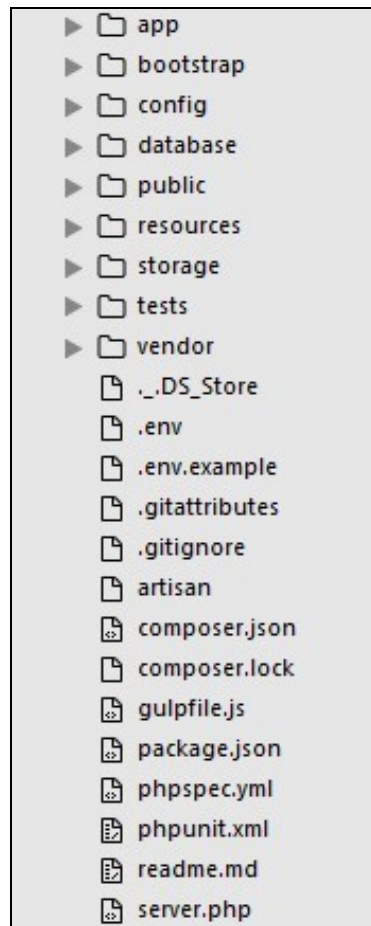 app
bootstrap
config
database
public
resources
storage
tests
vendor
._.DS_Store
.env
.env.example
.gitattributes
.gitignore
artisan
composer.json
composer.lock
gulpfile.js
package.json
phpspec.yml
phpunit.xml
readme.md
server.php